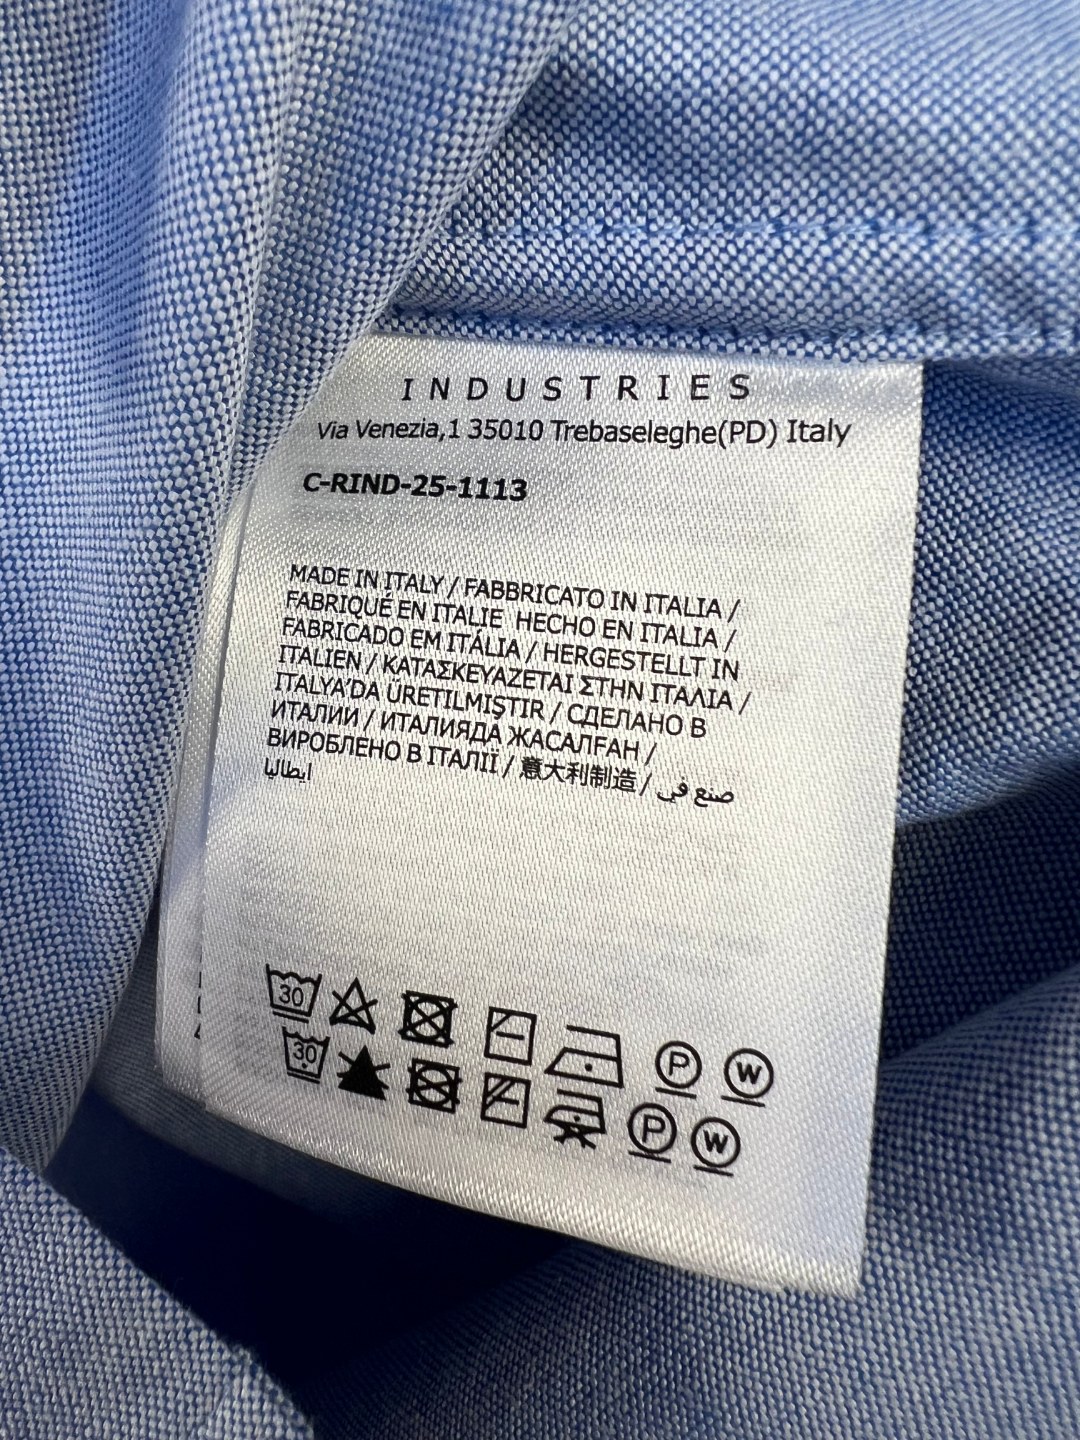 INDUSTRIES
Via Venezia,1 35010 Trebaseleghe(PD) Italy
C-RIND-25-1113
MADE IN ITALY / FABBRICATO IN ITALIA /
FABRIQUÉ EN ITALIE HECHO EN ITALIA /
FABRICADO EM ITÁLIA / HERGESTELLT IN
ITALIEN / ΚΑΤΑΣΚΕΥΑΖΕΤΑΙ ΣΤΗΝ ΙΤΑΛΙΑ /
ITALYA'DA ÜRETILMIŞTIR / СДЕЛАНО В
ИТАЛИИ / ИТАЛИЯДА ЖАСАЛҒАН /
ВИРОБЛЕНО В ІТАЛІЇ / 意大利制造 / صنع في
ايطاليا
30 P W
30 P W